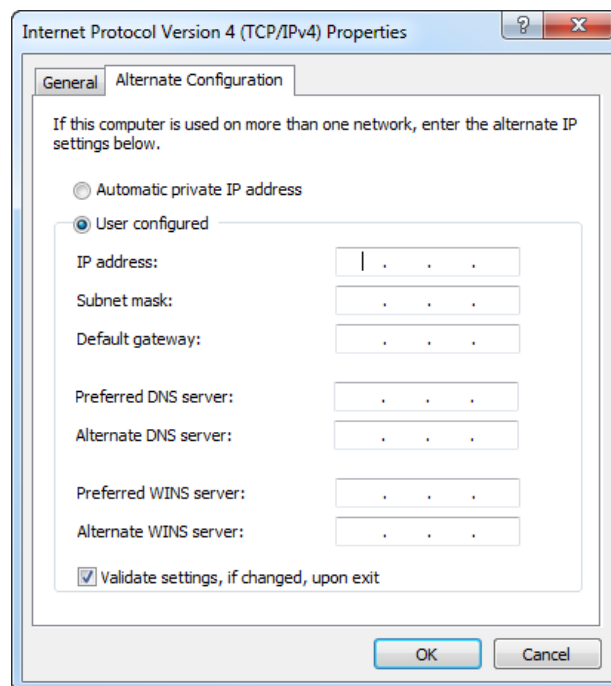 Internet Protocol Version 4 (TCP/IPv4) Properties
General
Alternate Configuration
If this computer is used on more than one network, enter the alternate IP
settings below.
Automatic private IP address
User configured
IP address:
. . .
Subnet mask:
. . .
Default gateway:
. . .
Preferred DNS server:
. . .
Alternate DNS server:
. . .
Preferred WINS server:
. . .
Alternate WINS server:
. . .
Validate settings, if changed, upon exit
OK
Cancel